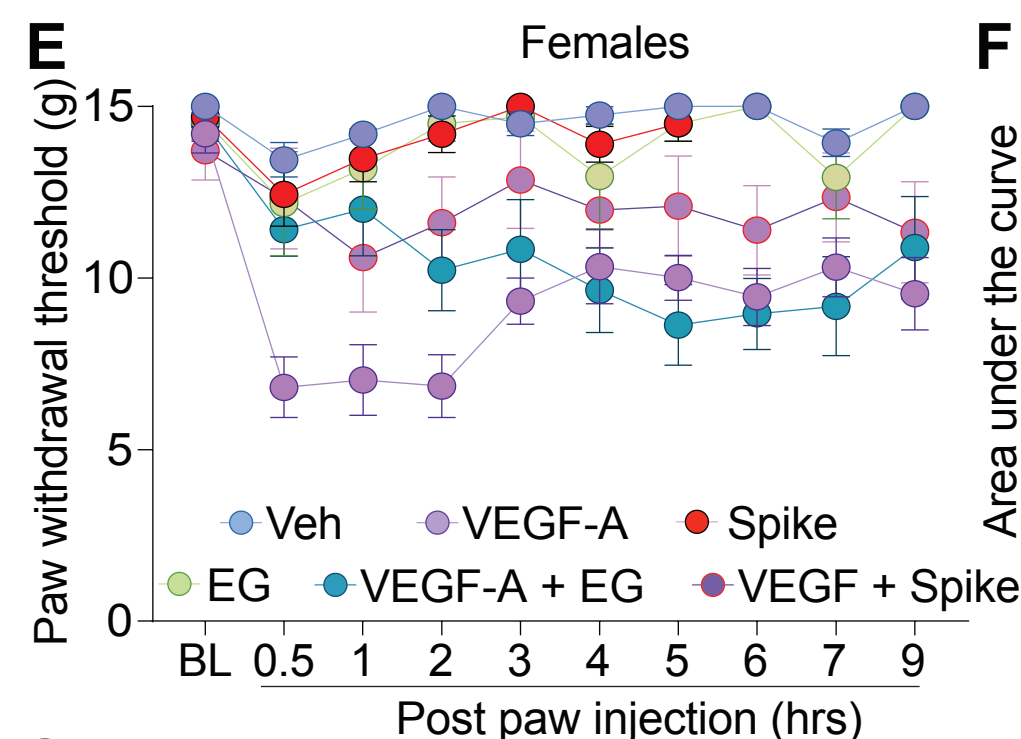 E
Females
F
Paw withdrawal threshold (g)
15
10
5
0
Veh
VEGF-A
Spike
EG
VEGF-A + EG
VEGF + Spike
BL 0.5 1 2 3 4 5 6 7 9
Post paw injection (hrs)
Area under the curve